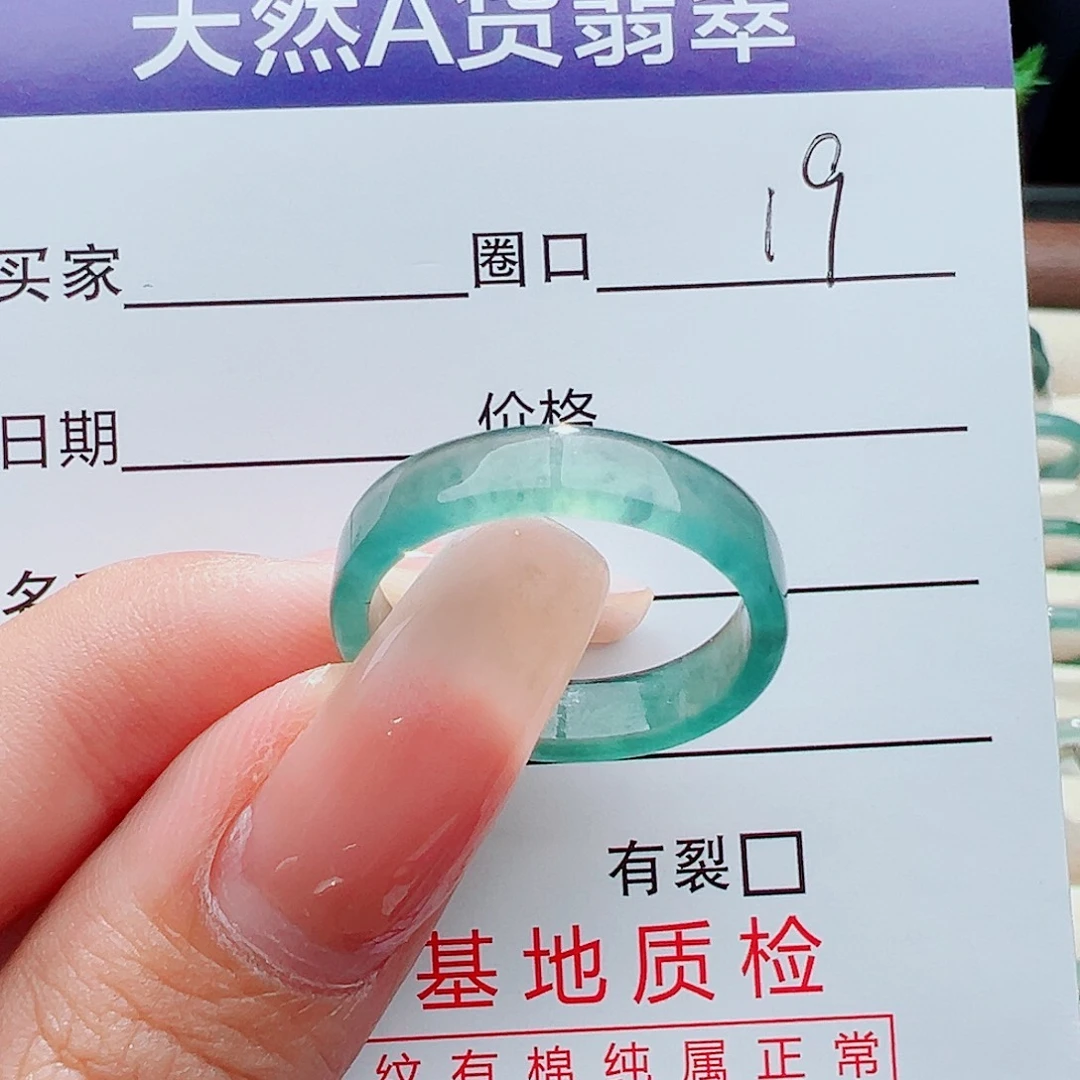 天然A货翡翠
买家 圈口 19
日期 价格
名
有裂
基地质检
纹有棉纯属正常